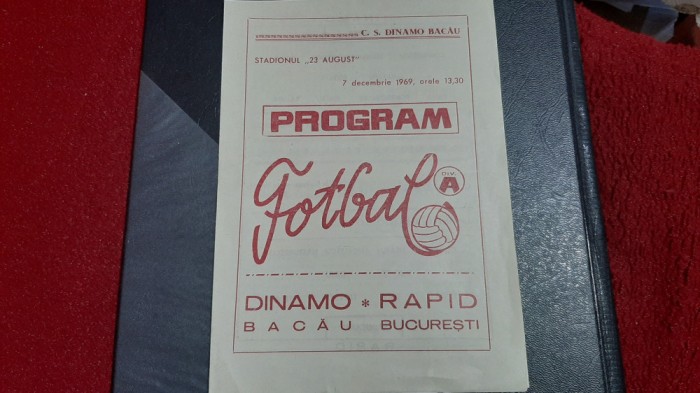 C. S. DINAMO BACĂU
STADIONUL „23 AUGUST"
7 decembrie 1969, orele 13,30
PROGRAM
Fotbal
DIV.
A
DINAMO * RAPID
BACĂU BUCUREȘTI